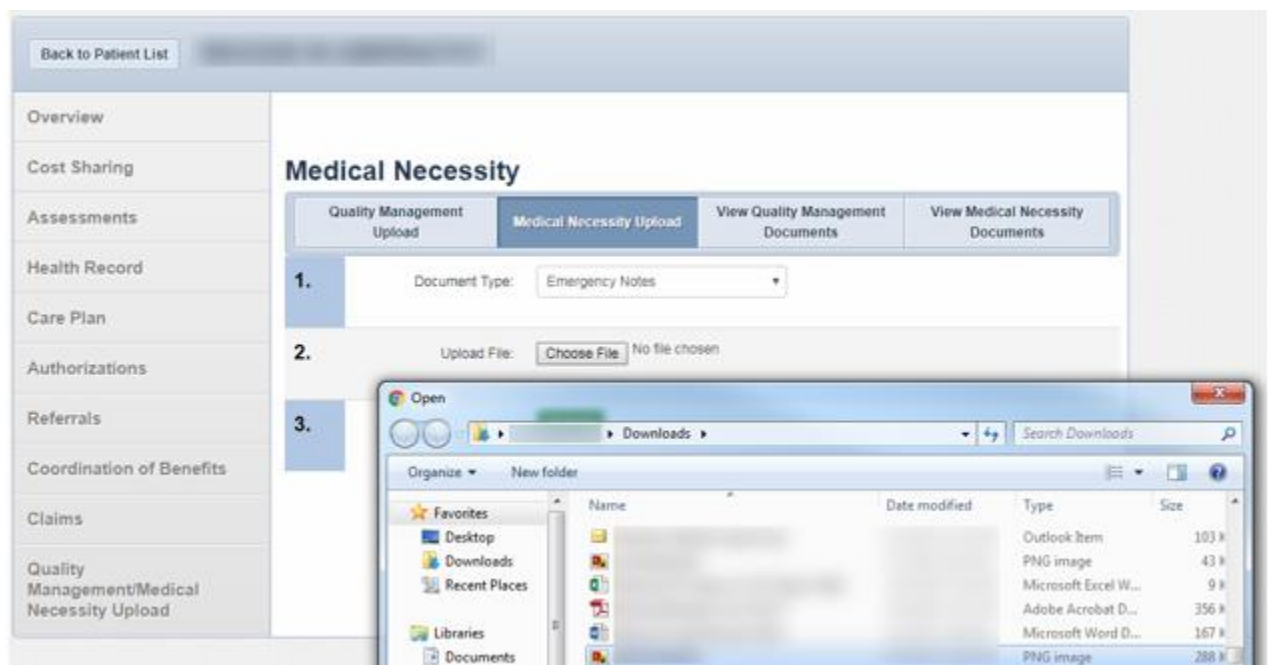 Back to Patient List
Overview
Cost Sharing
Assessments
Health Record
Care Plan
Authorizations
Referrals
Coordination of Benefits
Claims
Quality
Management/Medical
Necessity Upload
Medical Necessity
Quality Management
Upload
Medical Necessity Upload
View Quality Management
Documents
View Medical Necessity
Documents
1. Document Type: Emergency Notes
2. Upload File: Choose File No file chosen
3.
Open
Downloads
Search Downloads
Organize New folder
Favorites
Desktop
Downloads
Recent Places
Libraries
Documents
Name Date modified Type Size
Outlook Item 103 K
PNG image 43 K
Microsoft Excel W... 9 K
Adobe Acrobat D... 356 K
Microsoft Word D... 167 K
PNG image 288 K